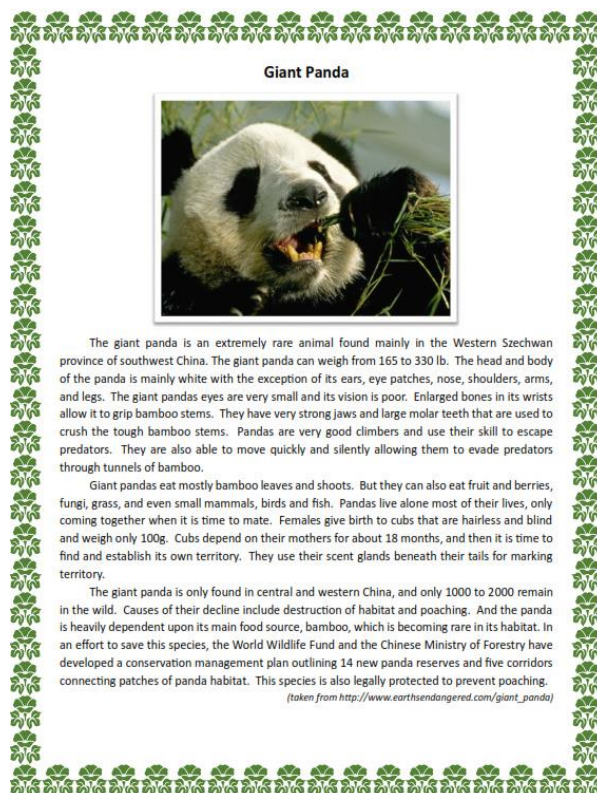 Giant Panda
The giant panda is an extremely rare animal found mainly in the Western Szechwan
province of southwest China. The giant panda can weigh from 165 to 330 lb. The head and body
of the panda is mainly white with the exception of its ears, eye patches, nose, shoulders, arms,
and legs. The giant pandas eyes are very small and its vision is poor. Enlarged bones in its wrists
allow it to grip bamboo stems. They have very strong jaws and large molar teeth that are used to
crush the tough bamboo stems. Pandas are very good climbers and use their skill to escape
predators. They are also able to move quickly and silently allowing them to evade predators
through tunnels of bamboo.
Giant pandas eat mostly bamboo leaves and shoots. But they can also eat fruit and berries,
fungi, grass, and even small mammals, birds and fish. Pandas live alone most of their lives, only
coming together when it is time to mate. Females give birth to cubs that are hairless and blind
and weigh only 100g. Cubs depend on their mothers for about 18 months, and then it is time to
find and establish its own territory. They use their scent glands beneath their tails for marking
territory.
The giant panda is only found in central and western China, and only 1000 to 2000 remain
in the wild. Causes of their decline include destruction of habitat and poaching. And the panda
is heavily dependent upon its main food source, bamboo, which is becoming rare in its habitat. In
an effort to save this species, the World Wildlife Fund and the Chinese Ministry of Forestry have
developed a conservation management plan outlining 14 new panda reserves and five corridors
connecting patches of panda habitat. This species is also legally protected to prevent poaching.
(taken from http://www.earthsendangered.com/giant_panda)